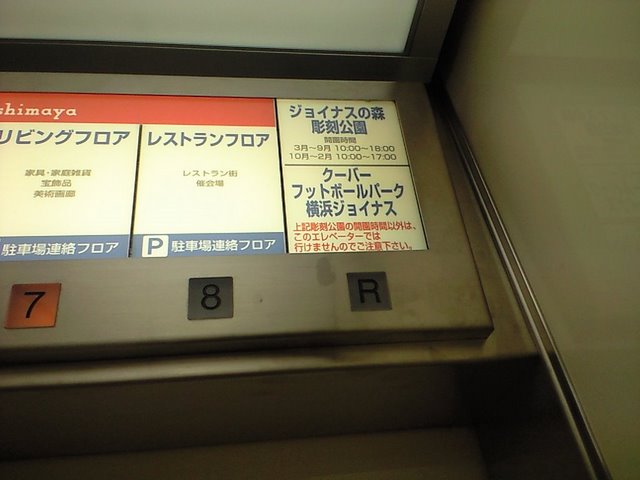 shimaya
リビングフロア
家具・家庭雑貨
宝飾品
美術画廊
駐車場連絡フロア
レストランフロア
レストラン街
催会場
P 駐車場連絡フロア
ジョイナスの森
彫刻公園
開園時間
3月~9月 10:00~18:00
10月~2月 10:00~17:00
クーバー
フットボールパーク
横浜ジョイナス
上記彫刻公園の開園時間以外は、
このエレベーターでは
行けませんのでご注意下さい。
7
8
R